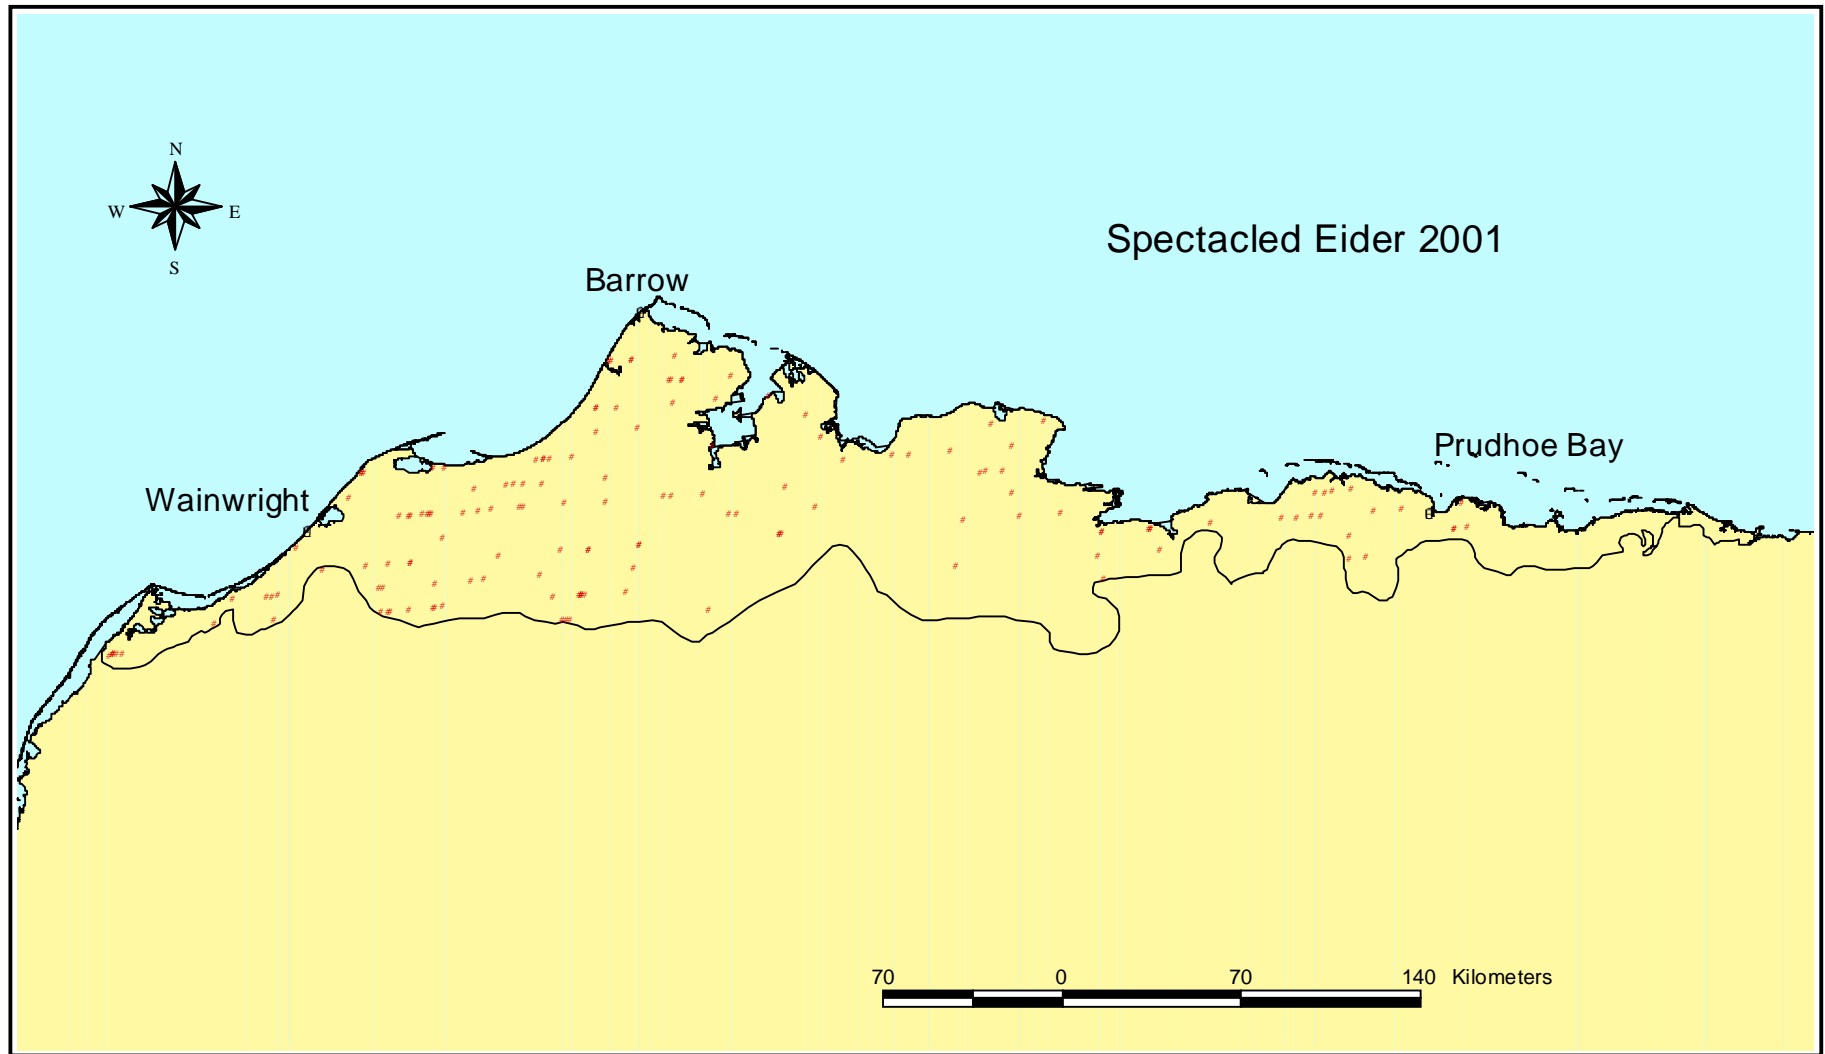 N
W E
S
Spectacled Eider 2001
Barrow
Prudhoe Bay
Wainwright
70 0 70 140 Kilometers